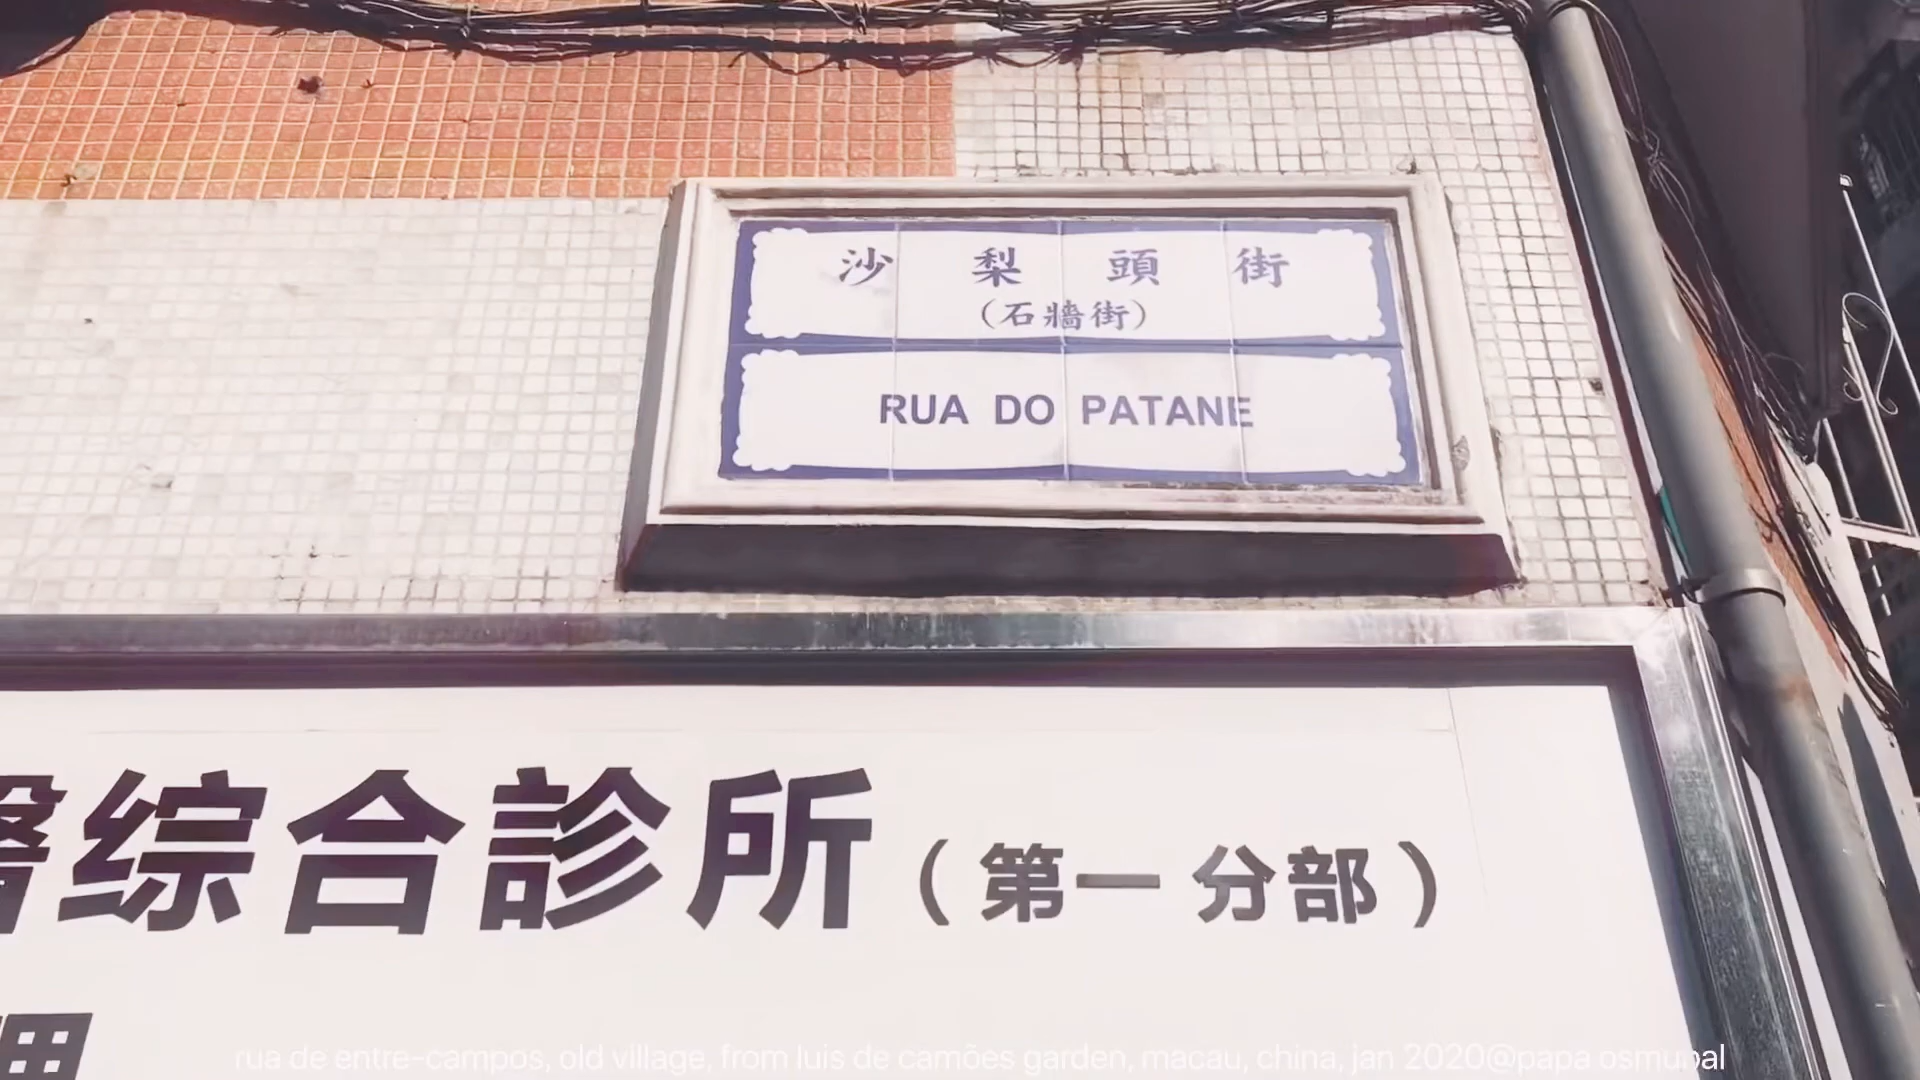 沙梨頭街
(石牆街)
RUA DO PATANE
醫综合診所(第一分部)
rua de entre-campos, old village, from luis de camões garden, macau, china, jan 2020@papa osmubal